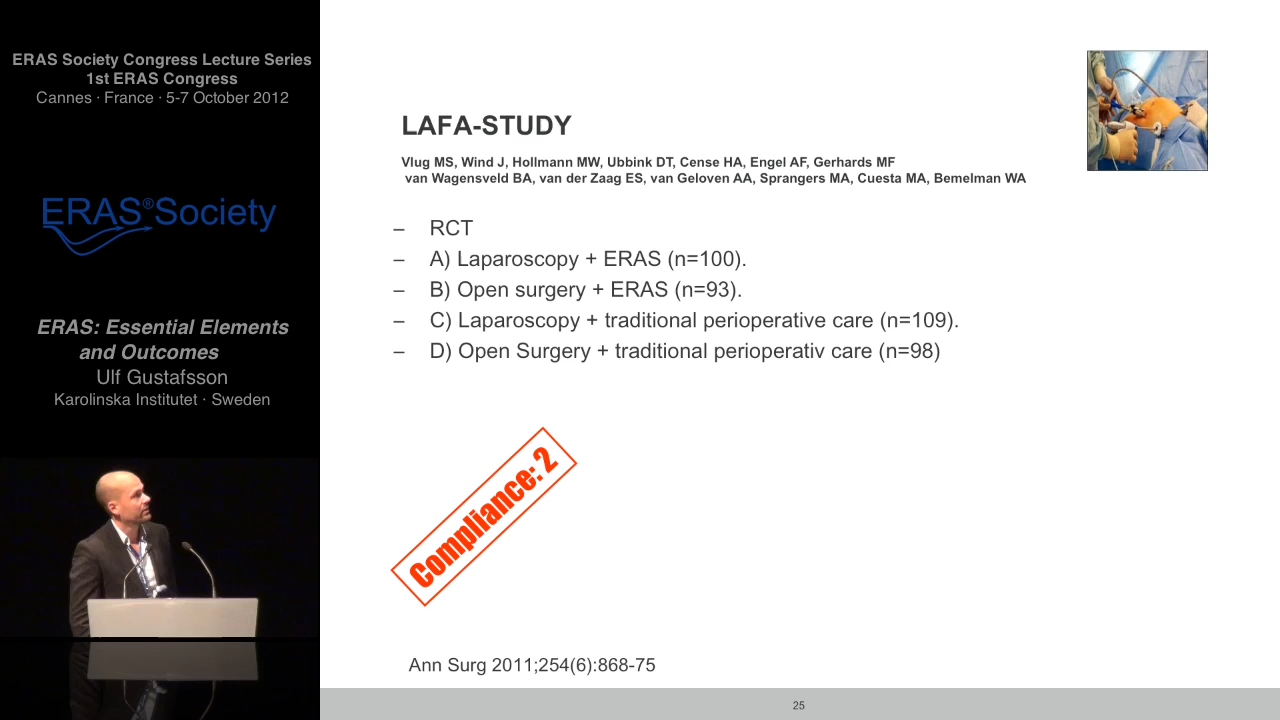 ERAS Society Congress Lecture Series
1st ERAS Congress
Cannes · France · 5-7 October 2012
ERAS®Society
ERAS: Essential Elements
and Outcomes
Ulf Gustafsson
Karolinska Institutet · Sweden
LAFA-STUDY
Vlug MS, Wind J, Hollmann MW, Ubbink DT, Cense HA, Engel AF, Gerhards MF
van Wagensveld BA, van der Zaag ES, van Geloven AA, Sprangers MA, Cuesta MA, Bemelman WA
– RCT
– A) Laparoscopy + ERAS (n=100).
– B) Open surgery + ERAS (n=93).
– C) Laparoscopy + traditional perioperative care (n=109).
– D) Open Surgery + traditional perioperativ care (n=98)
Compliance: 2
Ann Surg 2011;254(6):868-75
25